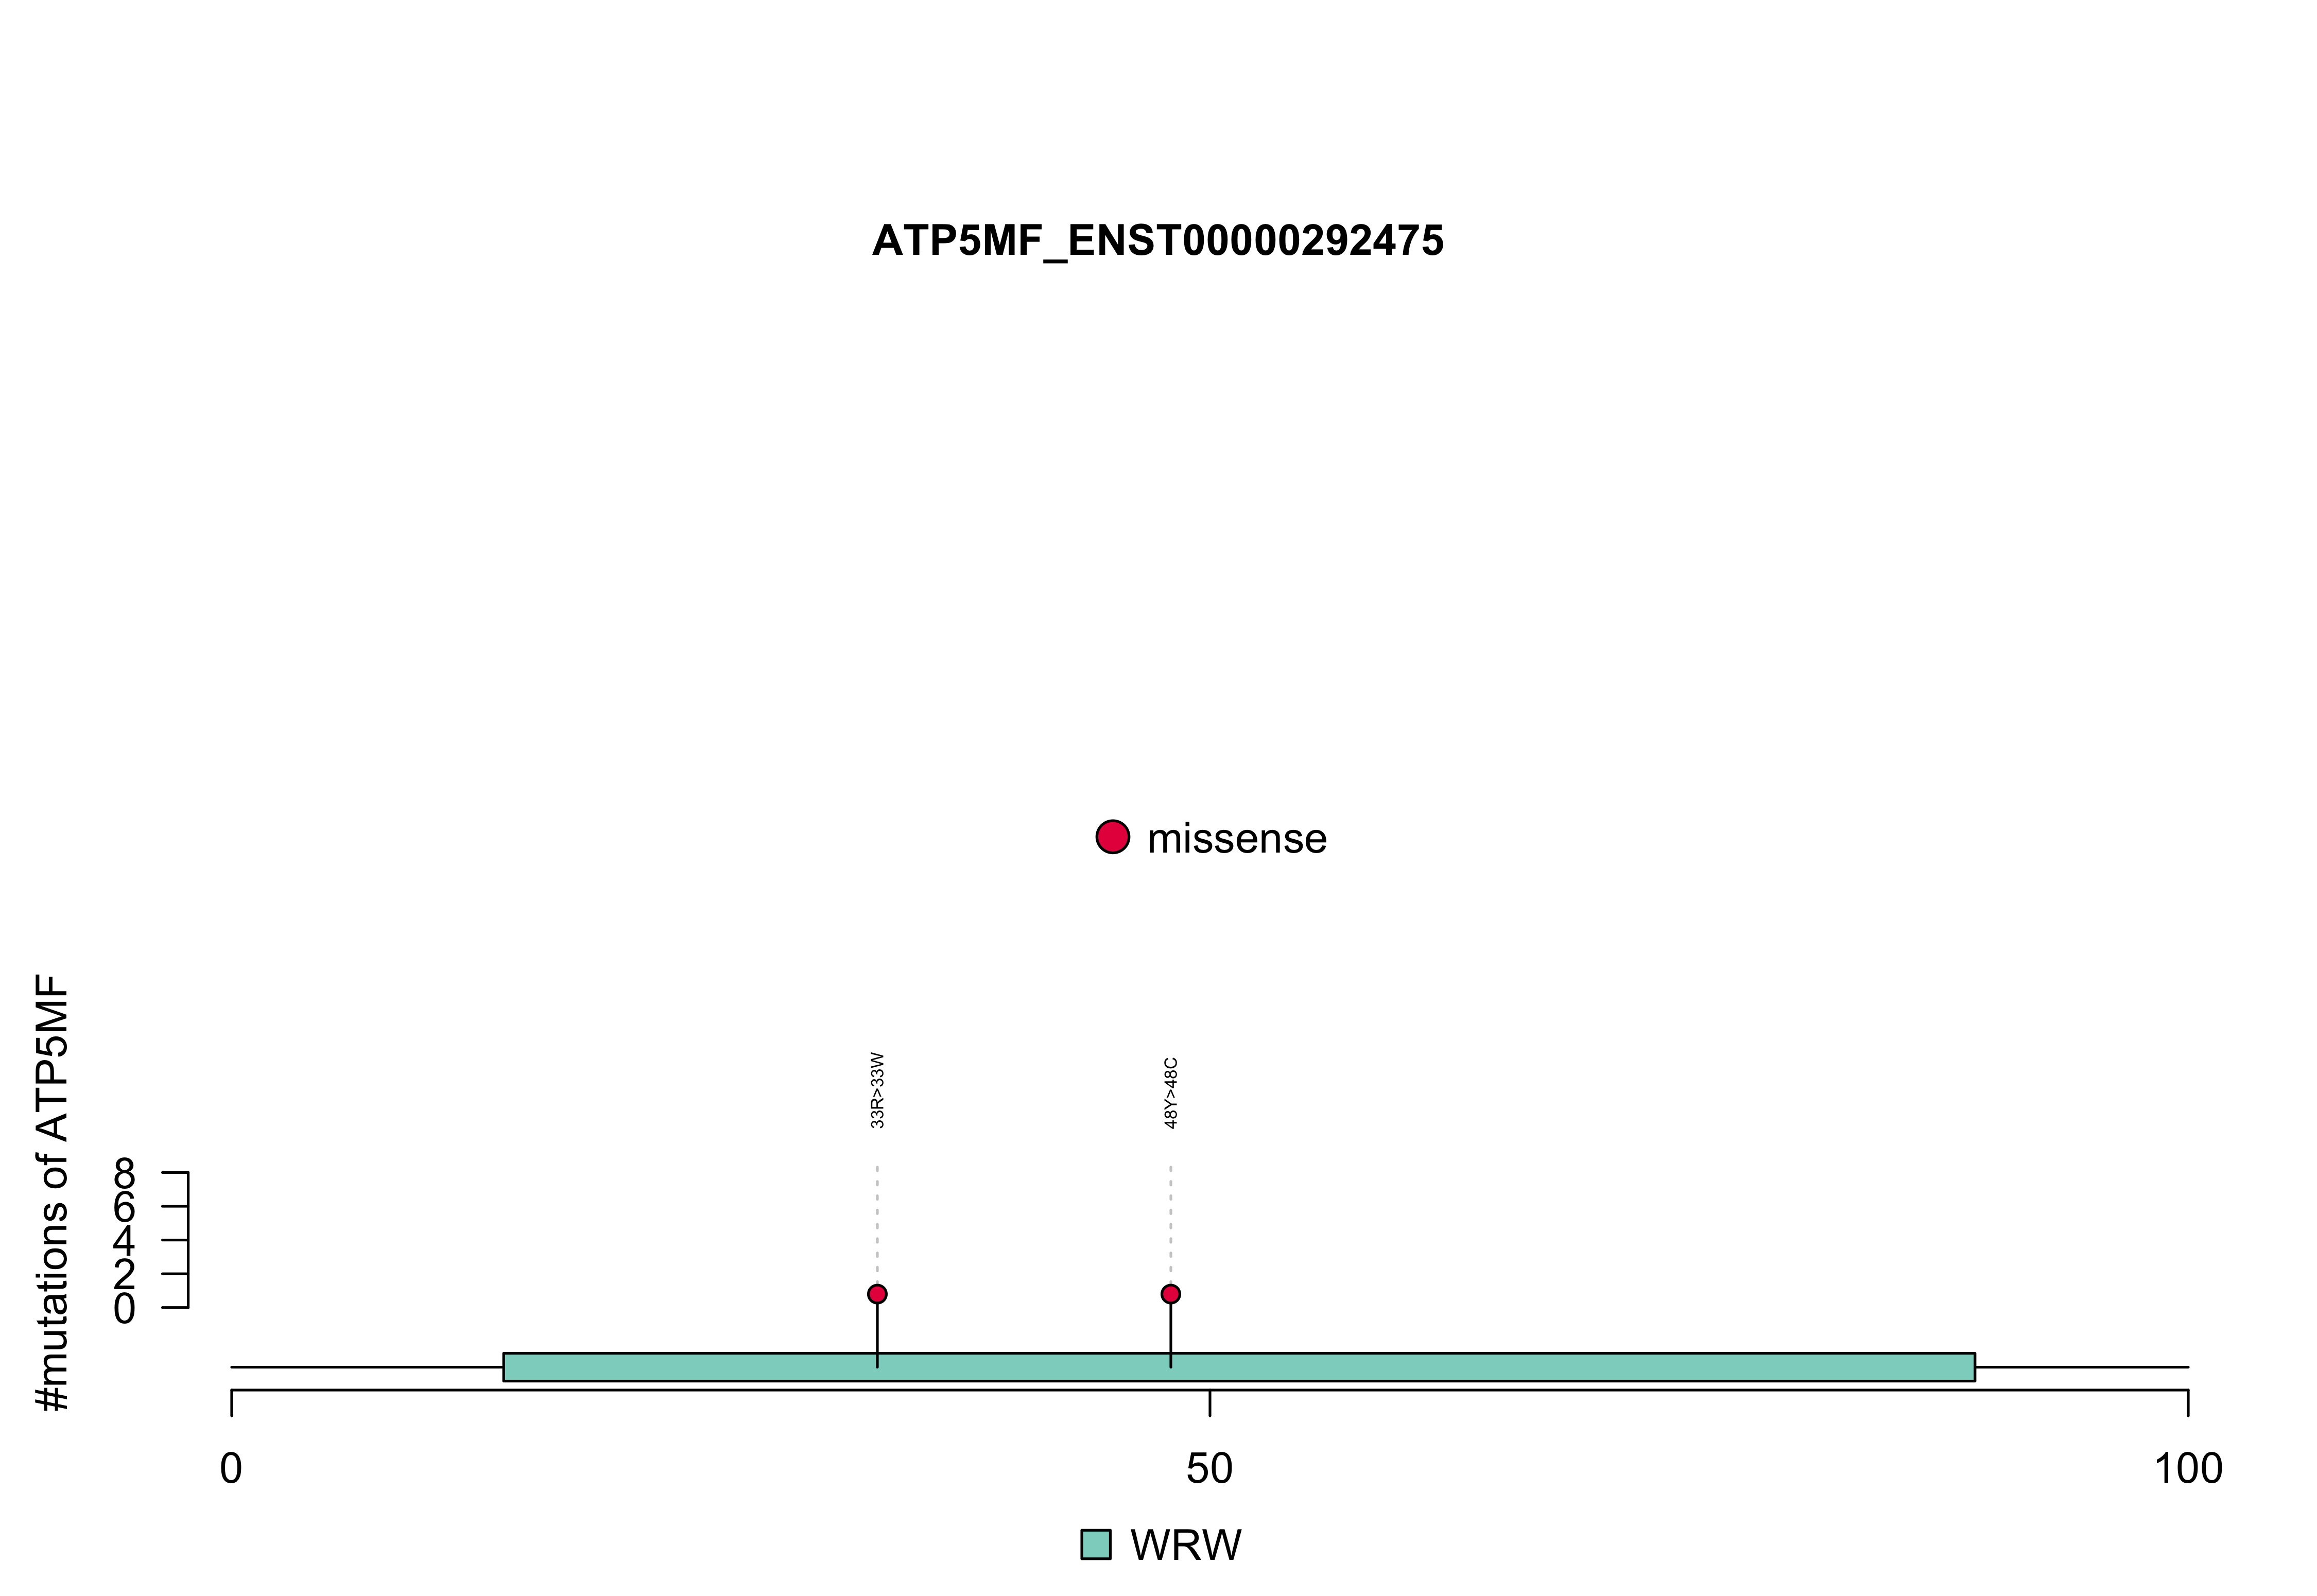 ATP5MF_ENST00000292475
missense
#mutations of ATP5MF
33R>33W
48Y>48C
8
6
4
2
0
0
50
100
WRW